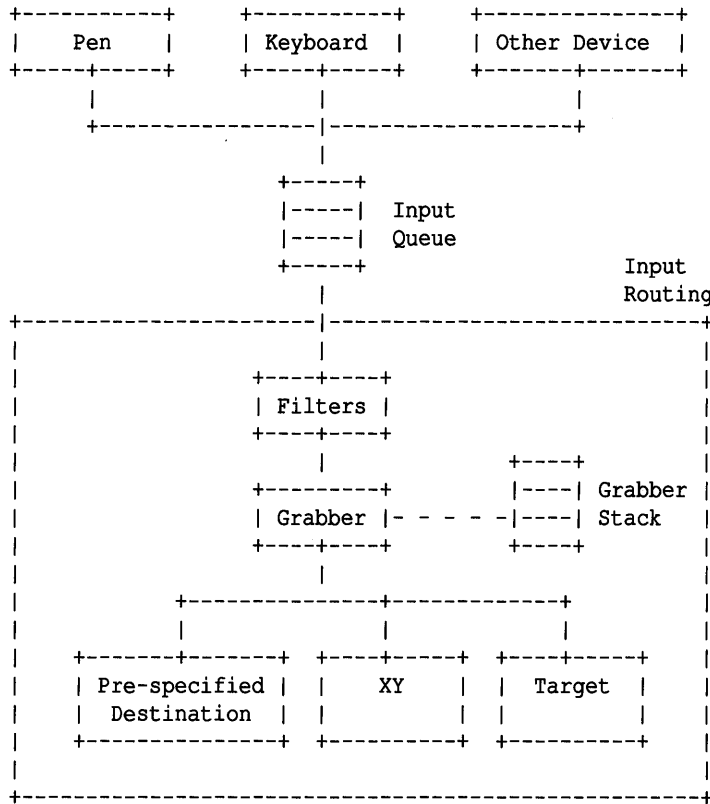 Pen Keyboard Other Device
Input
Queue
Input
Routing
Filters
Grabber
Grabber
Stack
Pre-specified XY Target
Destination